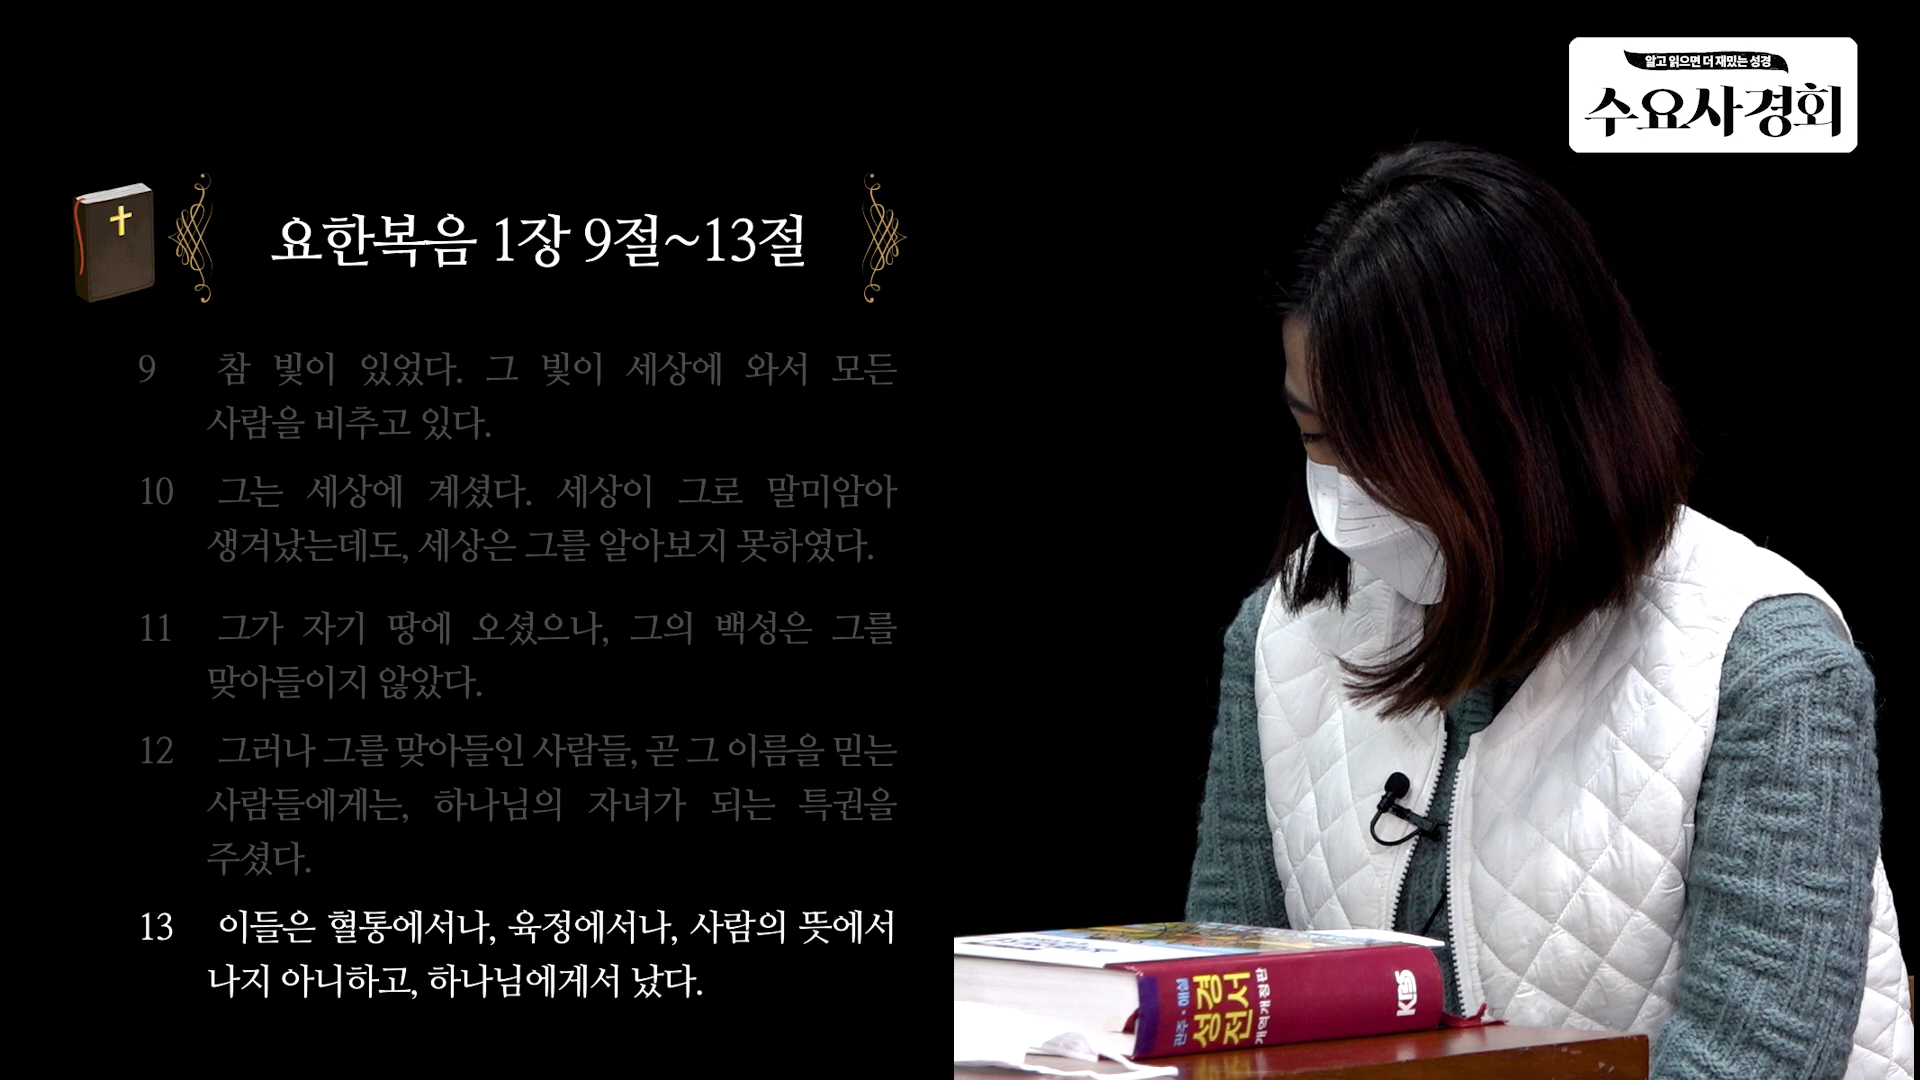 알고 읽으면 더 재밌는 성경
수요사경회
요한복음 1장 9절~13절
9 참 빛이 있었다. 그 빛이 세상에 와서 모든
사람을 비추고 있다.
10 그는 세상에 계셨다. 세상이 그로 말미암아
생겨났는데도, 세상은 그를 알아보지 못하였다.
11 그가 자기 땅에 오셨으나, 그의 백성은 그를
맞아들이지 않았다.
12 그러나 그를 맞아들인 사람들, 곧 그 이름을 믿는
사람들에게는, 하나님의 자녀가 되는 특권을
주셨다.
13 이들은 혈통에서나, 육정에서나, 사람의 뜻에서
나지 아니하고, 하나님에게서 났다.
관주·해설
성경
전서
개역개정판
KBS